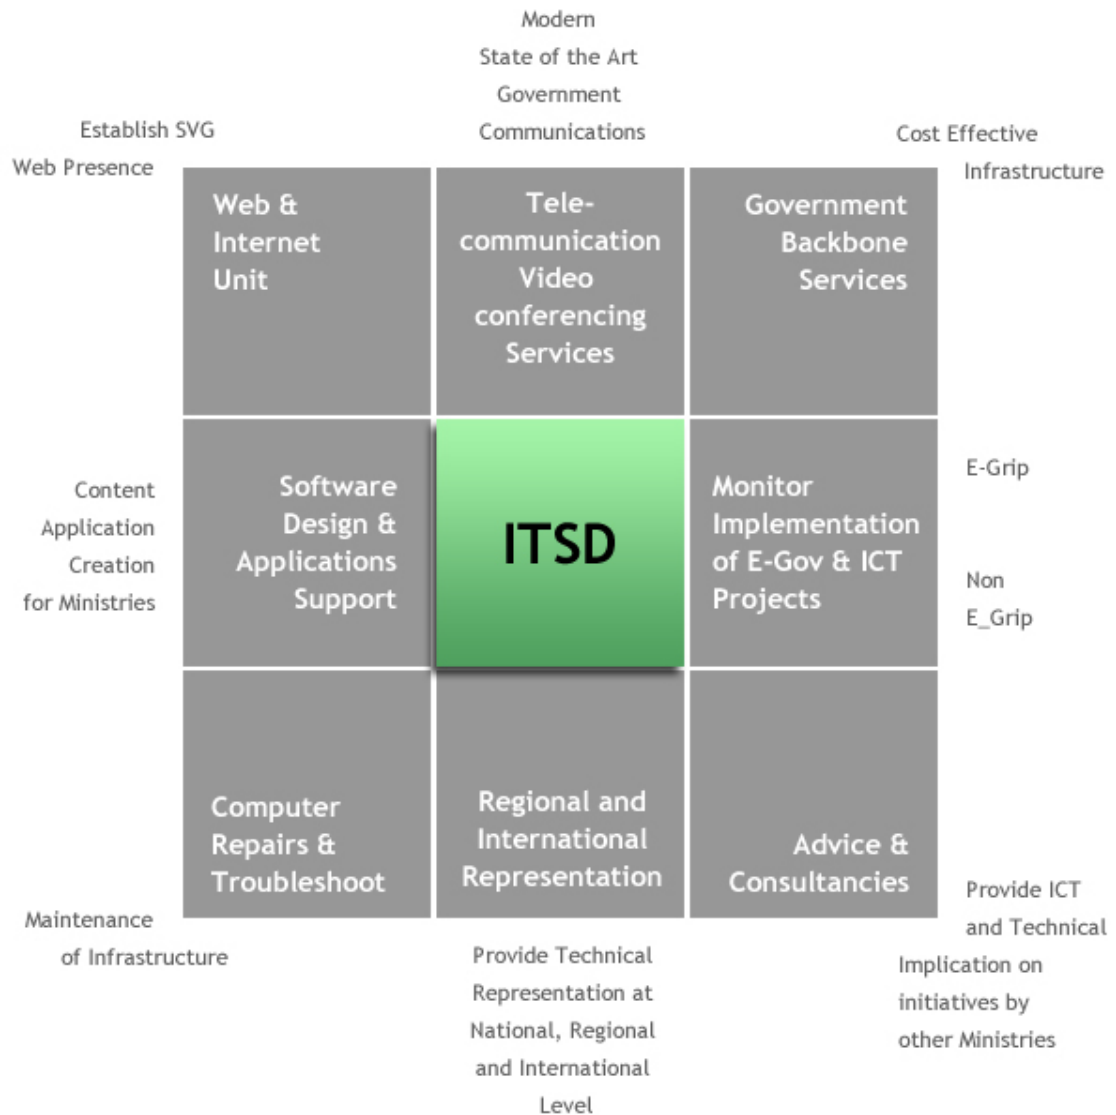 Modern
State of the Art
Government
Communications
Establish SVG
Web Presence
Cost Effective
Infrastructure
Web &
Internet
Unit
Tele-
communication
Video
conferencing
Services
Government
Backbone
Services
Content
Application
Creation
for Ministries
Software
Design &
Applications
Support
ITSD
Monitor
Implementation
of E-Gov & ICT
Projects
E-Grip
Non
E_Grip
Computer
Repairs &
Troubleshoot
Regional and
International
Representation
Advice &
Consultancies
Maintenance
of Infrastructure
Provide Technical
Representation at
National, Regional
and International
Level
Provide ICT
and Technical
Implication on
initiatives by
other Ministries